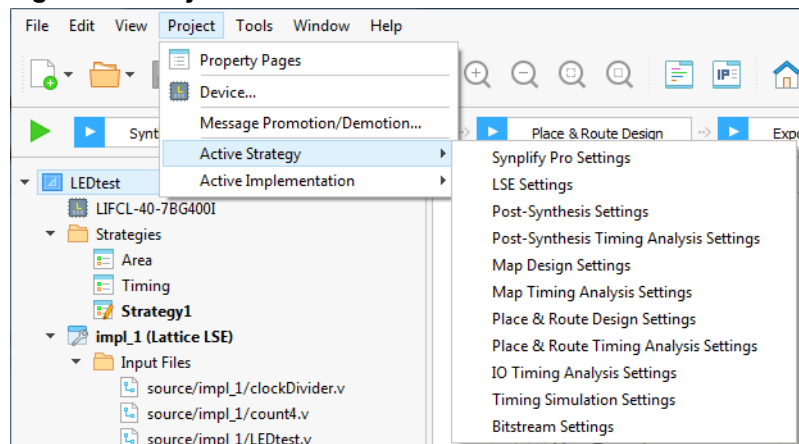 File Edit View Project Tools Window Help
Property Pages
Device...
Message Promotion/Demotion...
Active Strategy
Active Implementation
Synplify Pro Settings
LSE Settings
Post-Synthesis Settings
Post-Synthesis Timing Analysis Settings
Map Design Settings
Map Timing Analysis Settings
Place & Route Design Settings
Place & Route Timing Analysis Settings
IO Timing Analysis Settings
Timing Simulation Settings
Bitstream Settings
IP
Synt
Place & Route Design
Expo
LEDtest
LIFCL-40-7BG400I
Strategies
Area
Timing
Strategy1
impl_1 (Lattice LSE)
Input Files
source/impl_1/clockDivider.v
source/impl_1/count4.v
source/impl_1/LEDtest.v